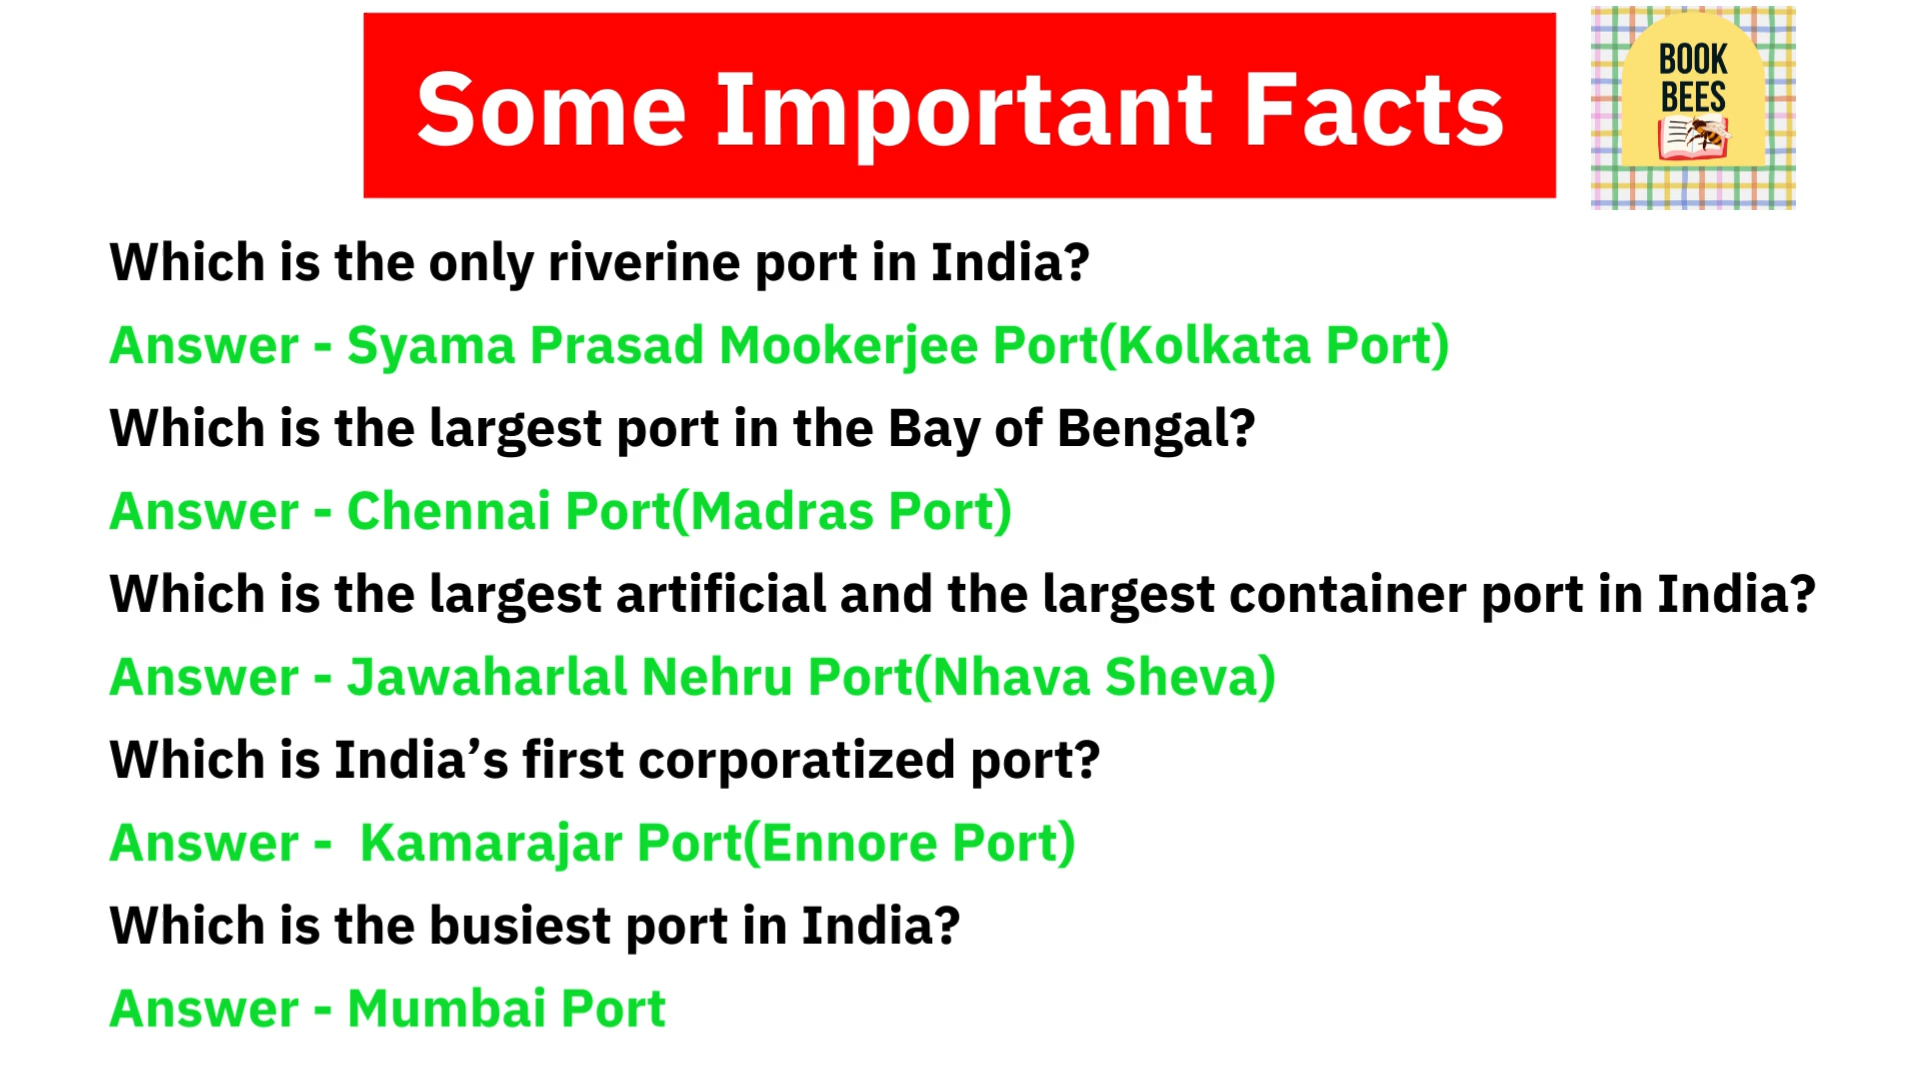 Some Important Facts
BOOK
BEES
Which is the only riverine port in India?
Answer - Syama Prasad Mookerjee Port(Kolkata Port)
Which is the largest port in the Bay of Bengal?
Answer - Chennai Port(Madras Port)
Which is the largest artificial and the largest container port in India?
Answer - Jawaharlal Nehru Port(Nhava Sheva)
Which is India’s first corporatized port?
Answer -  Kamarajar Port(Ennore Port)
Which is the busiest port in India?
Answer - Mumbai Port